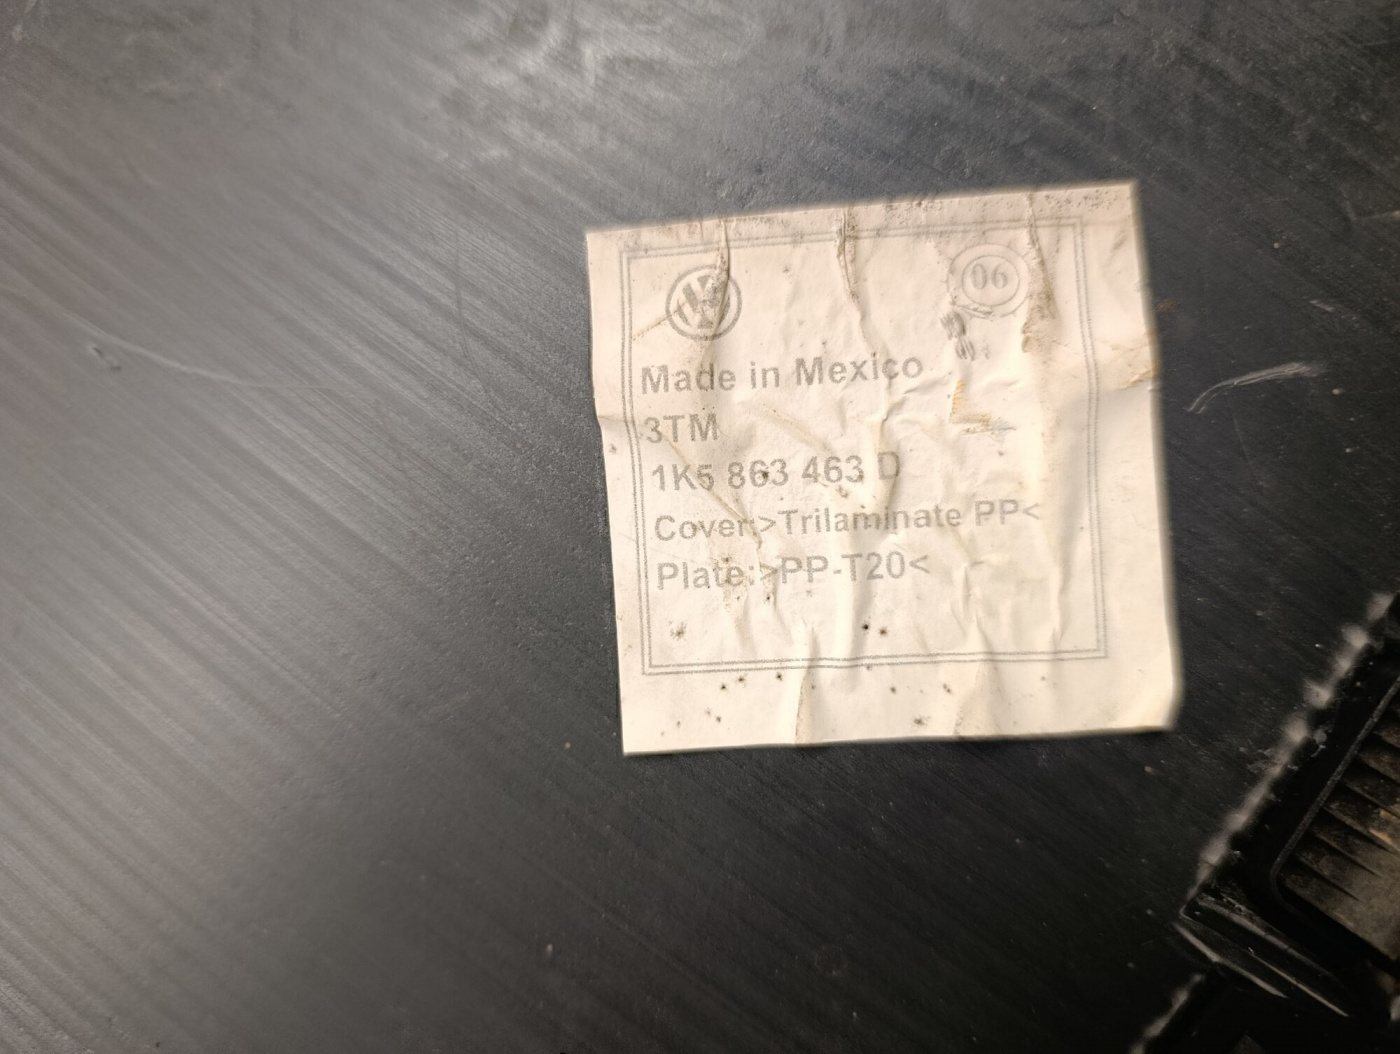 06
Made in Mexico
3TM
1K5 863 463 D
Cover:>Trilaminate PP<
Plate:>PP-T20<